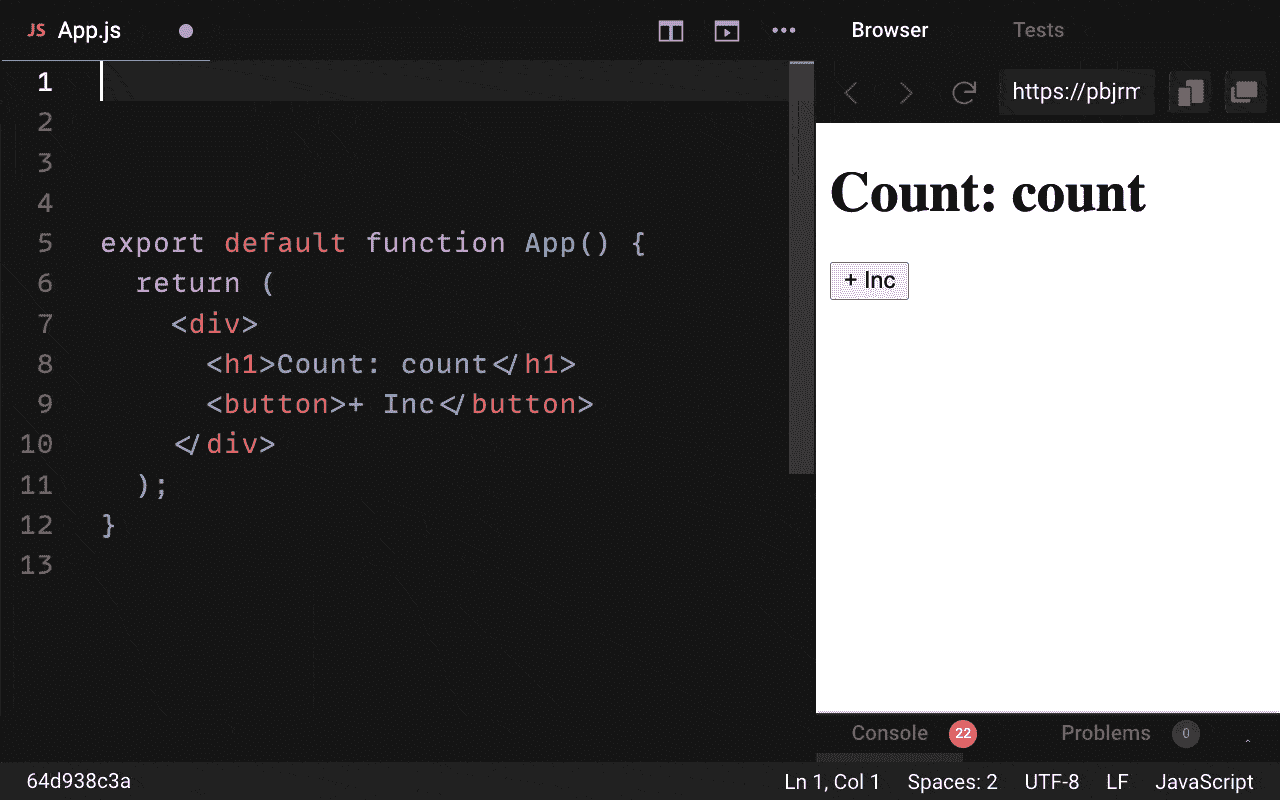 JS App.js
Browser Tests
https://pbjrm
1
2
3
4
5 export default function App() {
6 return (
7 <div>
8 <h1>Count: count</h1>
9 <button>+ Inc</button>
10 </div>
11 );
12 }
13
Count: count
+ Inc
Console 22 Problems 0
64d938c3a Ln 1, Col 1 Spaces: 2 UTF-8 LF JavaScript